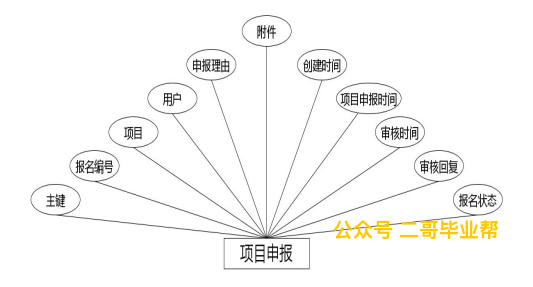 附件
申报理由
创建时间
用户
项目申报时间
项目
审核时间
报名编号
审核回复
主键
报名状态
公众号 二哥毕业帮
项目申报